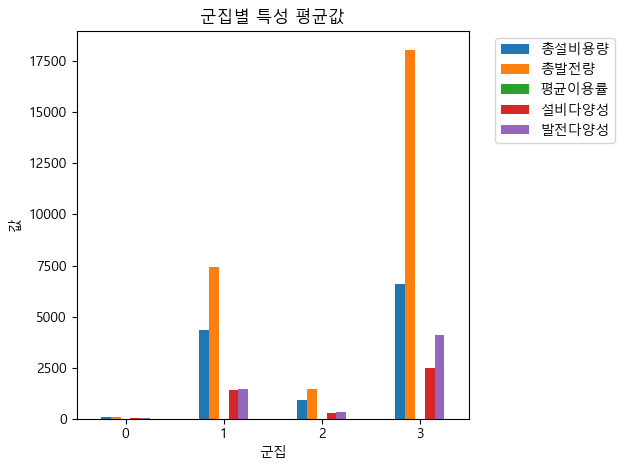 군집별 특성 평균값
총설비용량
총발전량
평균이용률
설비다양성
발전다양성
17500
15000
12500
10000
7500
5000
2500
0
값
0 1 2 3
군집